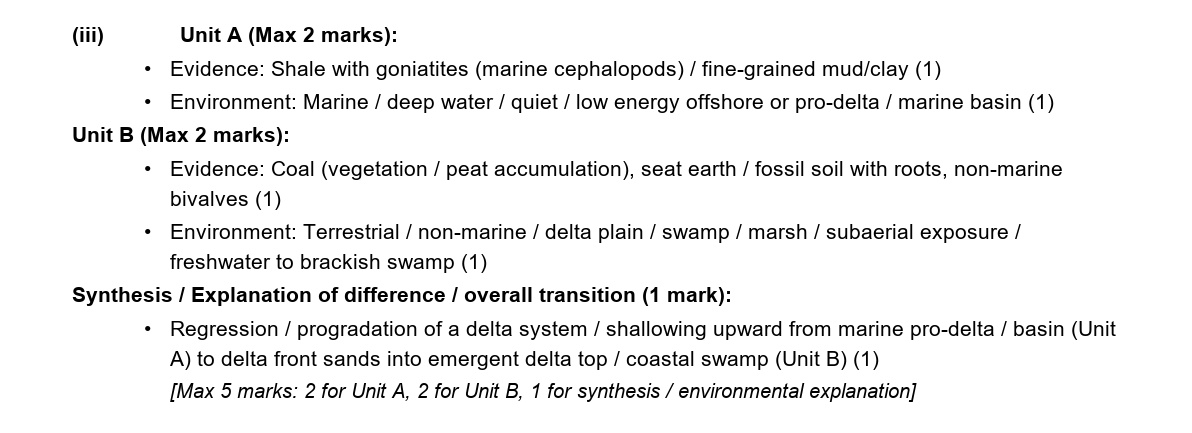 (iii) Unit A (Max 2 marks):
• Evidence: Shale with goniatites (marine cephalopods) / fine-grained mud/clay (1)
• Environment: Marine / deep water / quiet / low energy offshore or pro-delta / marine basin (1)
Unit B (Max 2 marks):
• Evidence: Coal (vegetation / peat accumulation), seat earth / fossil soil with roots, non-marine
bivalves (1)
• Environment: Terrestrial / non-marine / delta plain / swamp / marsh / subaerial exposure /
freshwater to brackish swamp (1)
Synthesis / Explanation of difference / overall transition (1 mark):
• Regression / progradation of a delta system / shallowing upward from marine pro-delta / basin (Unit
A) to delta front sands into emergent delta top / coastal swamp (Unit B) (1)
[Max 5 marks: 2 for Unit A, 2 for Unit B, 1 for synthesis / environmental explanation]